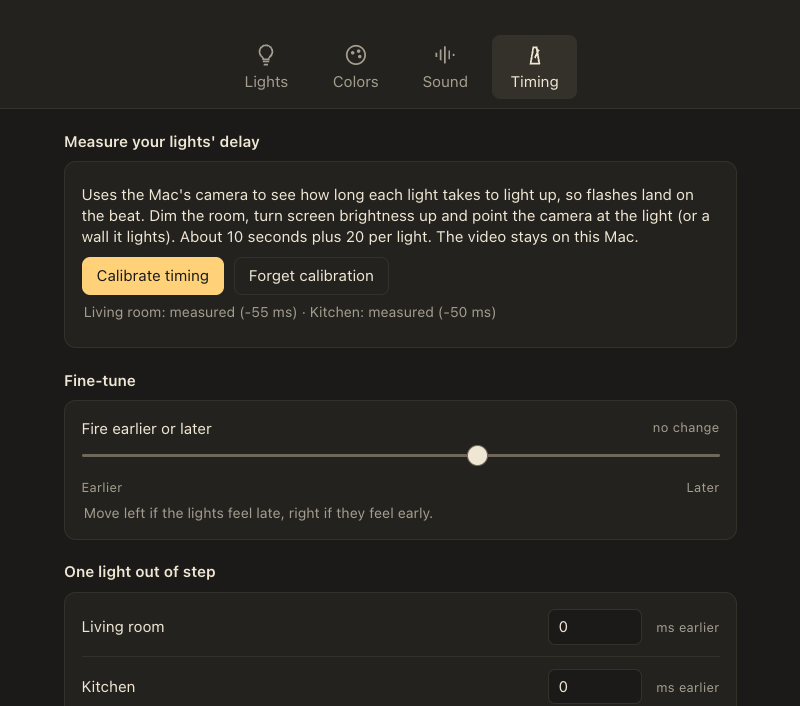 Lights
Colors
Sound
Timing
Measure your lights' delay
Uses the Mac's camera to see how long each light takes to light up, so flashes land on
the beat. Dim the room, turn screen brightness up and point the camera at the light (or a
wall it lights). About 10 seconds plus 20 per light. The video stays on this Mac.
Calibrate timing
Forget calibration
Living room: measured (-55 ms) · Kitchen: measured (-50 ms)
Fine-tune
Fire earlier or later
no change
Earlier
Later
Move left if the lights feel late, right if they feel early.
One light out of step
Living room
0
ms earlier
Kitchen
0
ms earlier